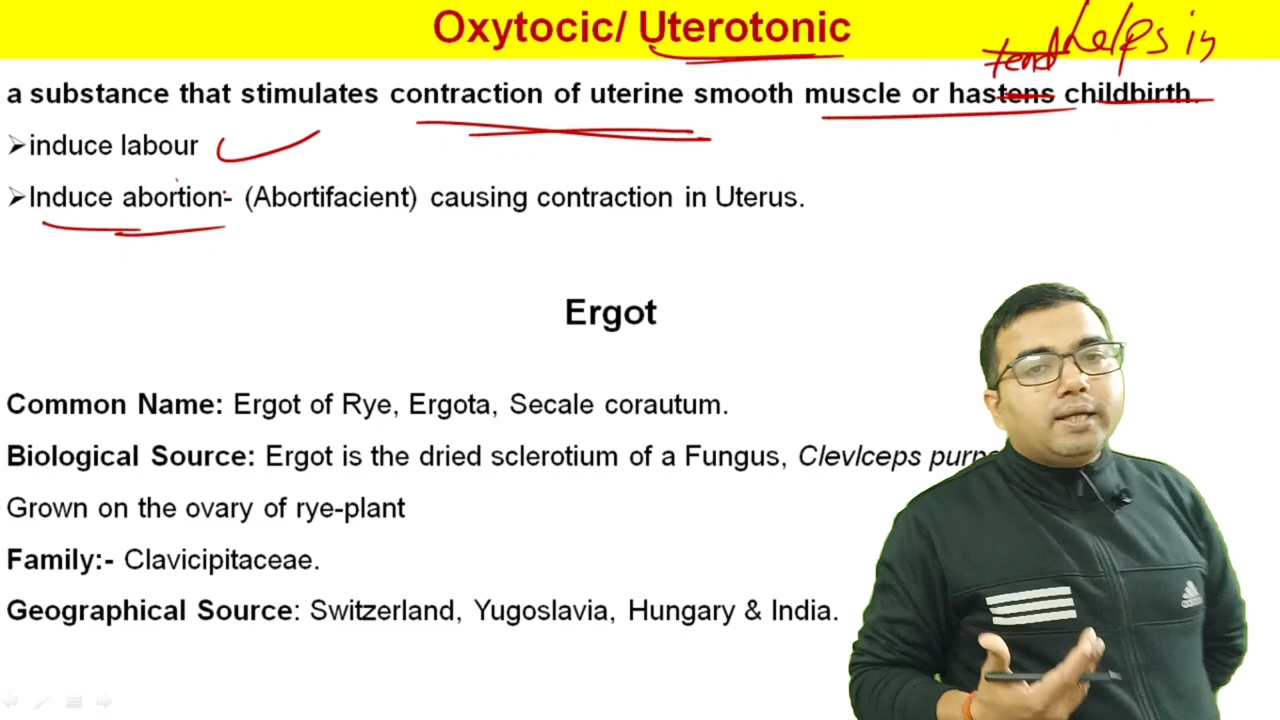 Oxytocic/ Uterotonic
helps in
a substance that stimulates contraction of uterine smooth muscle or hastens childbirth.
➢induce labour
➢Induce abortion- (Abortifacient) causing contraction in Uterus.
Ergot
Common Name: Ergot of Rye, Ergota, Secale corautum.
Biological Source: Ergot is the dried sclerotium of a Fungus, Clevlceps
Grown on the ovary of rye-plant
Family:- Clavicipitaceae.
Geographical Source: Switzerland, Yugoslavia, Hungary & India.
adidas